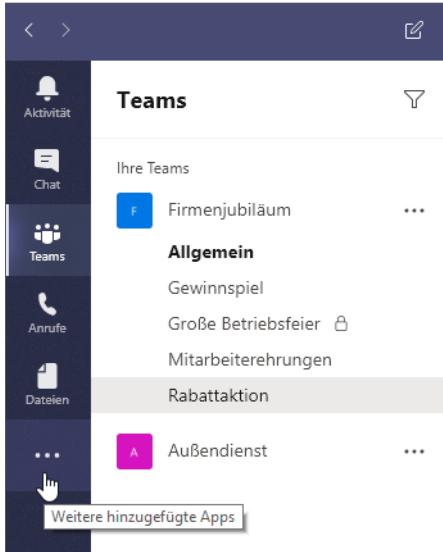 Aktivität
Chat
Teams
Anrufe
Dateien
Weitere hinzugefügte Apps
Teams
Ihre Teams
F Firmenjubiläum
Allgemein
Gewinnspiel
Große Betriebsfeier
Mitarbeiterehrungen
Rabattaktion
A Außendienst